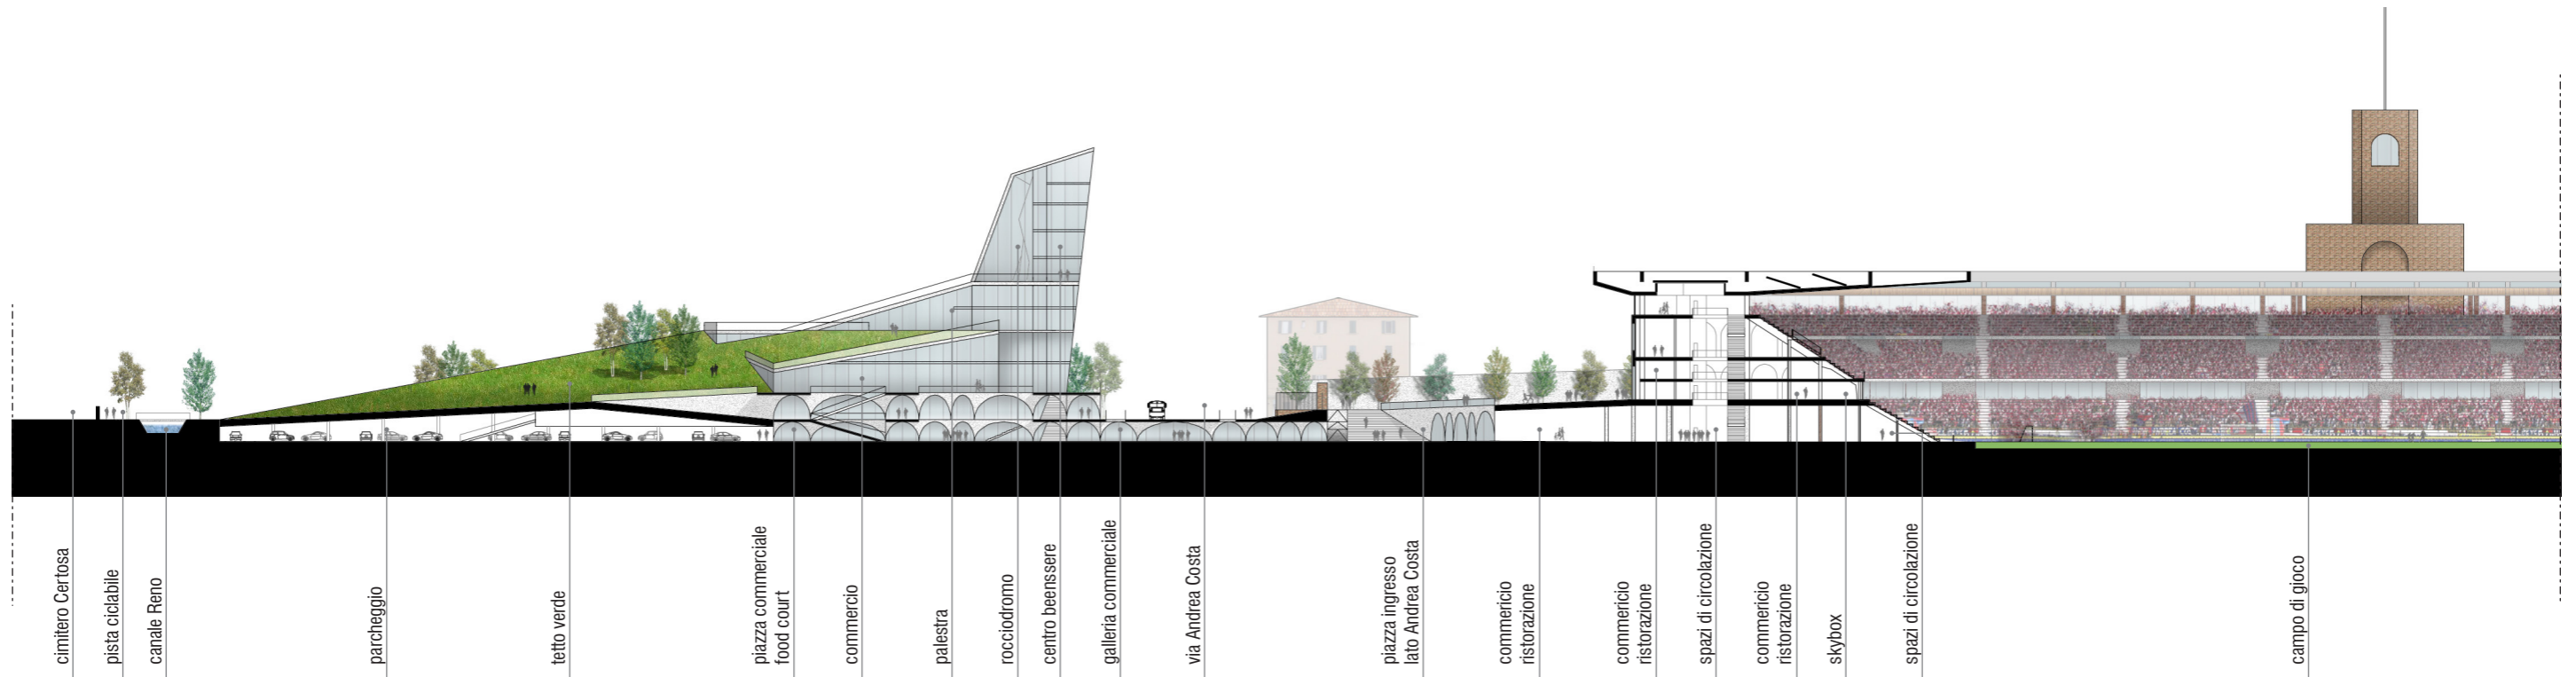 cimitero Certosa
pista ciclabile
canale Reno
parcheggio
tetto verde
piazza commerciale
food court
commercio
palestra
rocciodromo
centro beenssere
galleria commerciale
via Andrea Costa
piazza ingresso
lato Andrea Costa
commericio
ristorazione
commericio
ristorazione
spazi di circolazione
commericio
ristorazione
skybox
spazi di circolazione
campo di gioco